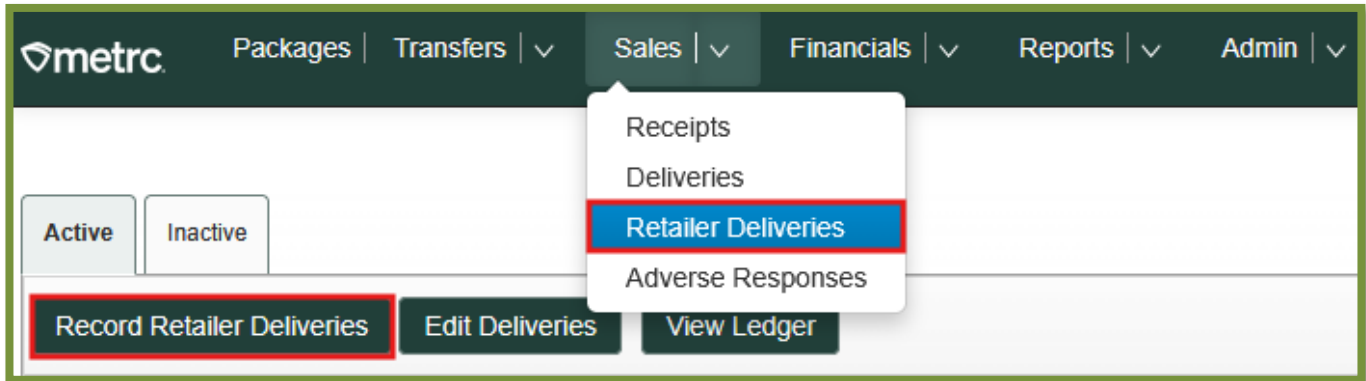 metrc. Packages Transfers Sales Financials Reports Admin
Receipts
Deliveries
Retailer Deliveries
Adverse Responses
Active Inactive
Record Retailer Deliveries Edit Deliveries View Ledger